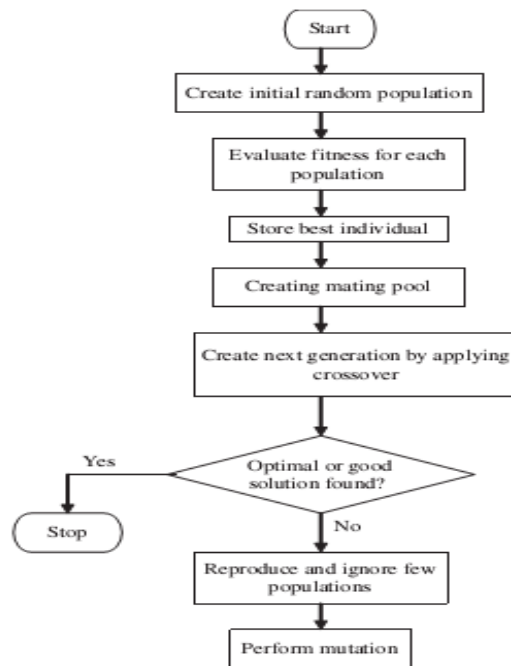 Start
Create initial random population
Evaluate fitness for each
population
Store best individual
Creating mating pool
Create next generation by applying
crossover
Yes
Optimal or good
solution found?
Stop
No
Reproduce and ignore few
populations
Perform mutation